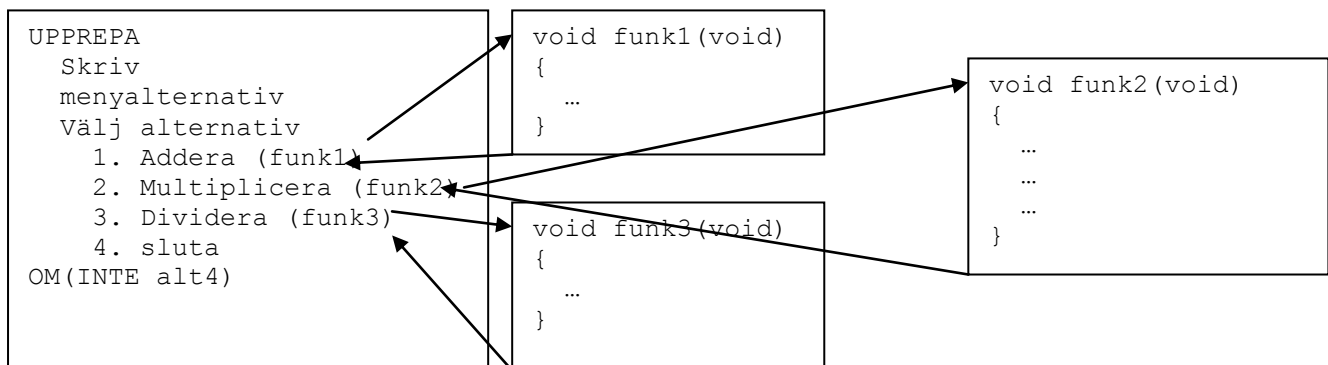 UPPREPA
Skriv
menyalternativ
Välj alternativ
1. Addera (funk1)
2. Multiplicera (funk2)
3. Dividera (funk3)
4. sluta
OM(INTE alt4)
void funk1(void)
{
…
}
void funk2(void)
{
…
…
…
}
void funk3(void)
{
…
}